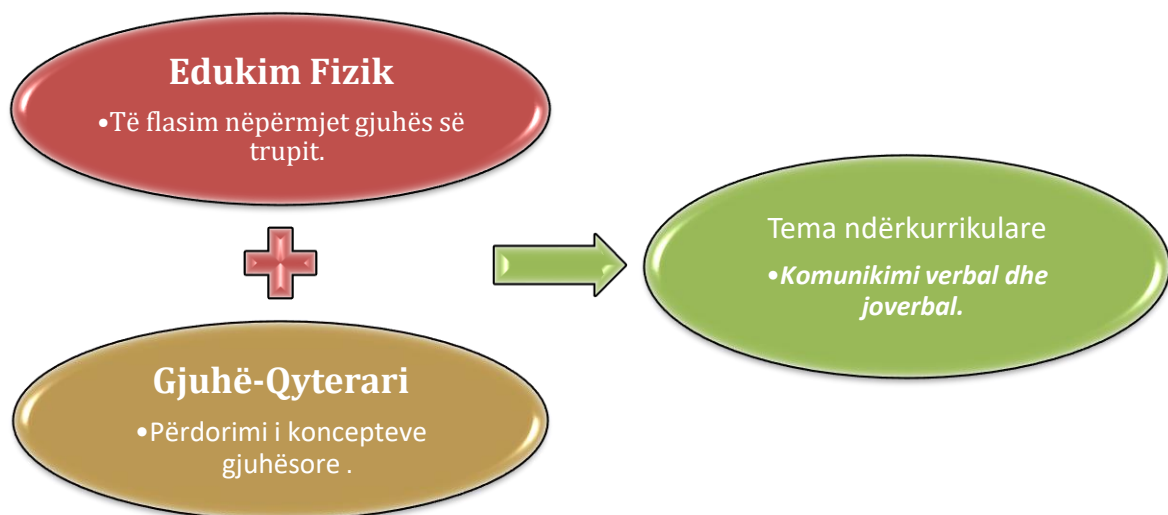 Edukim Fizik
•Të flasim nëpërmjet gjuhës së
trupit.
Gjuhë-Qyterari
•Përdorimi i koncepteve
gjuhësore .
Tema ndërkurrikulare
•Komunikimi verbal dhe
joverbal.